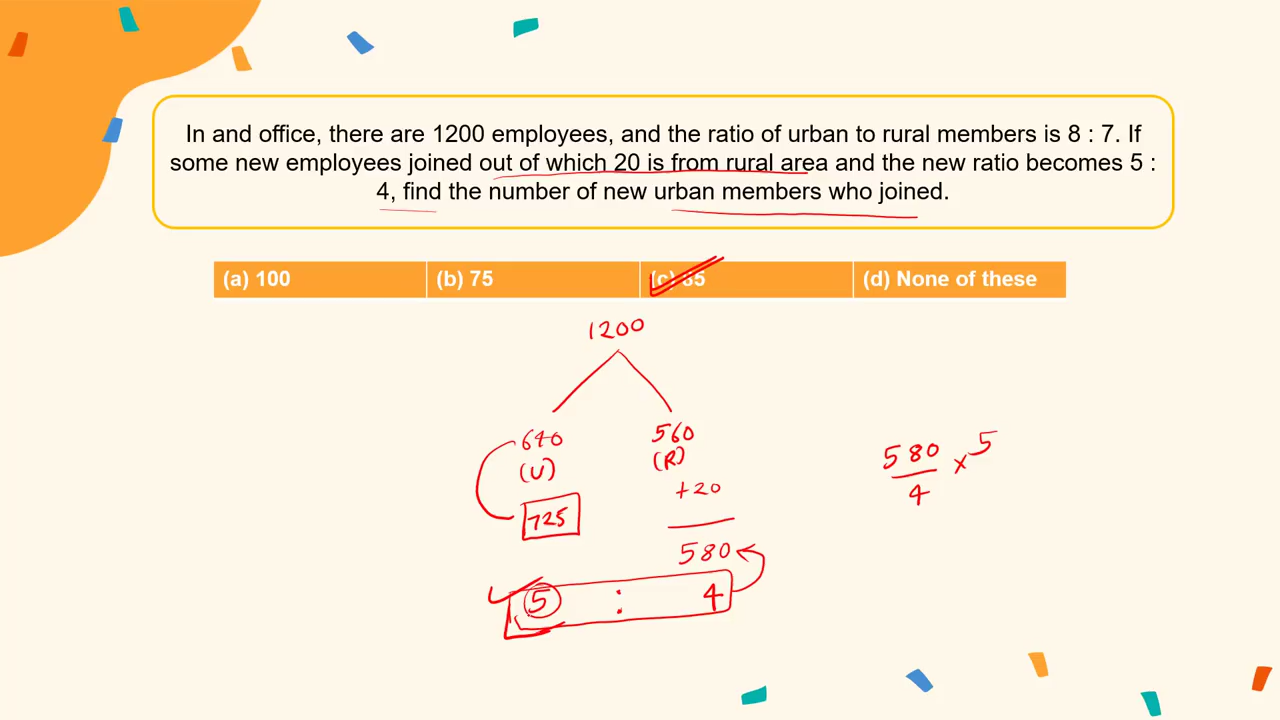 In and office, there are 1200 employees, and the ratio of urban to rural members is 8 : 7. If
some new employees joined out of which 20 is from rural area and the new ratio becomes 5 :
4, find the number of new urban members who joined.
(a) 100 (b) 75 (c) 85 (d) None of these
1200
640 560
(U) (R)
+20
725
580
5 : 4
580/4 × 5